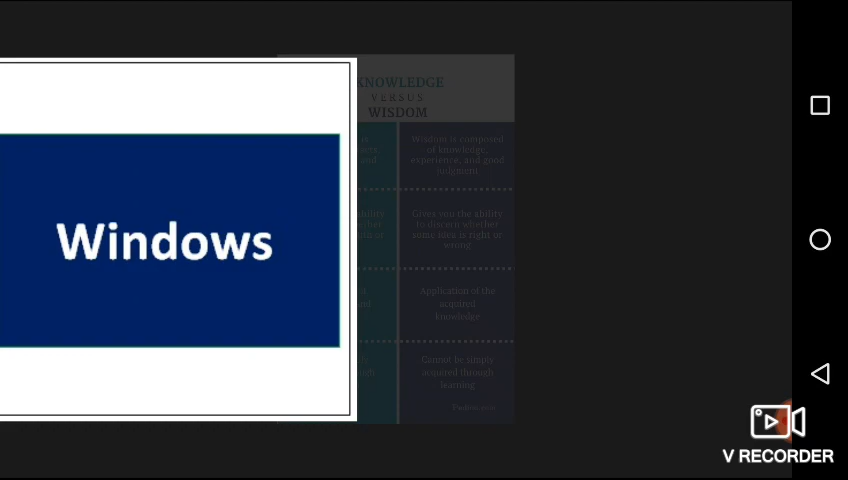 Windows
KNOWLEDGE
VERSUS
WISDOM
Wisdom is composed
of knowledge,
experience, and good
judgment
Gives you the ability
to discern whether
some idea is right or
wrong
Application of the
acquired
knowledge
Cannot be simply
acquired through
learning
V RECORDER